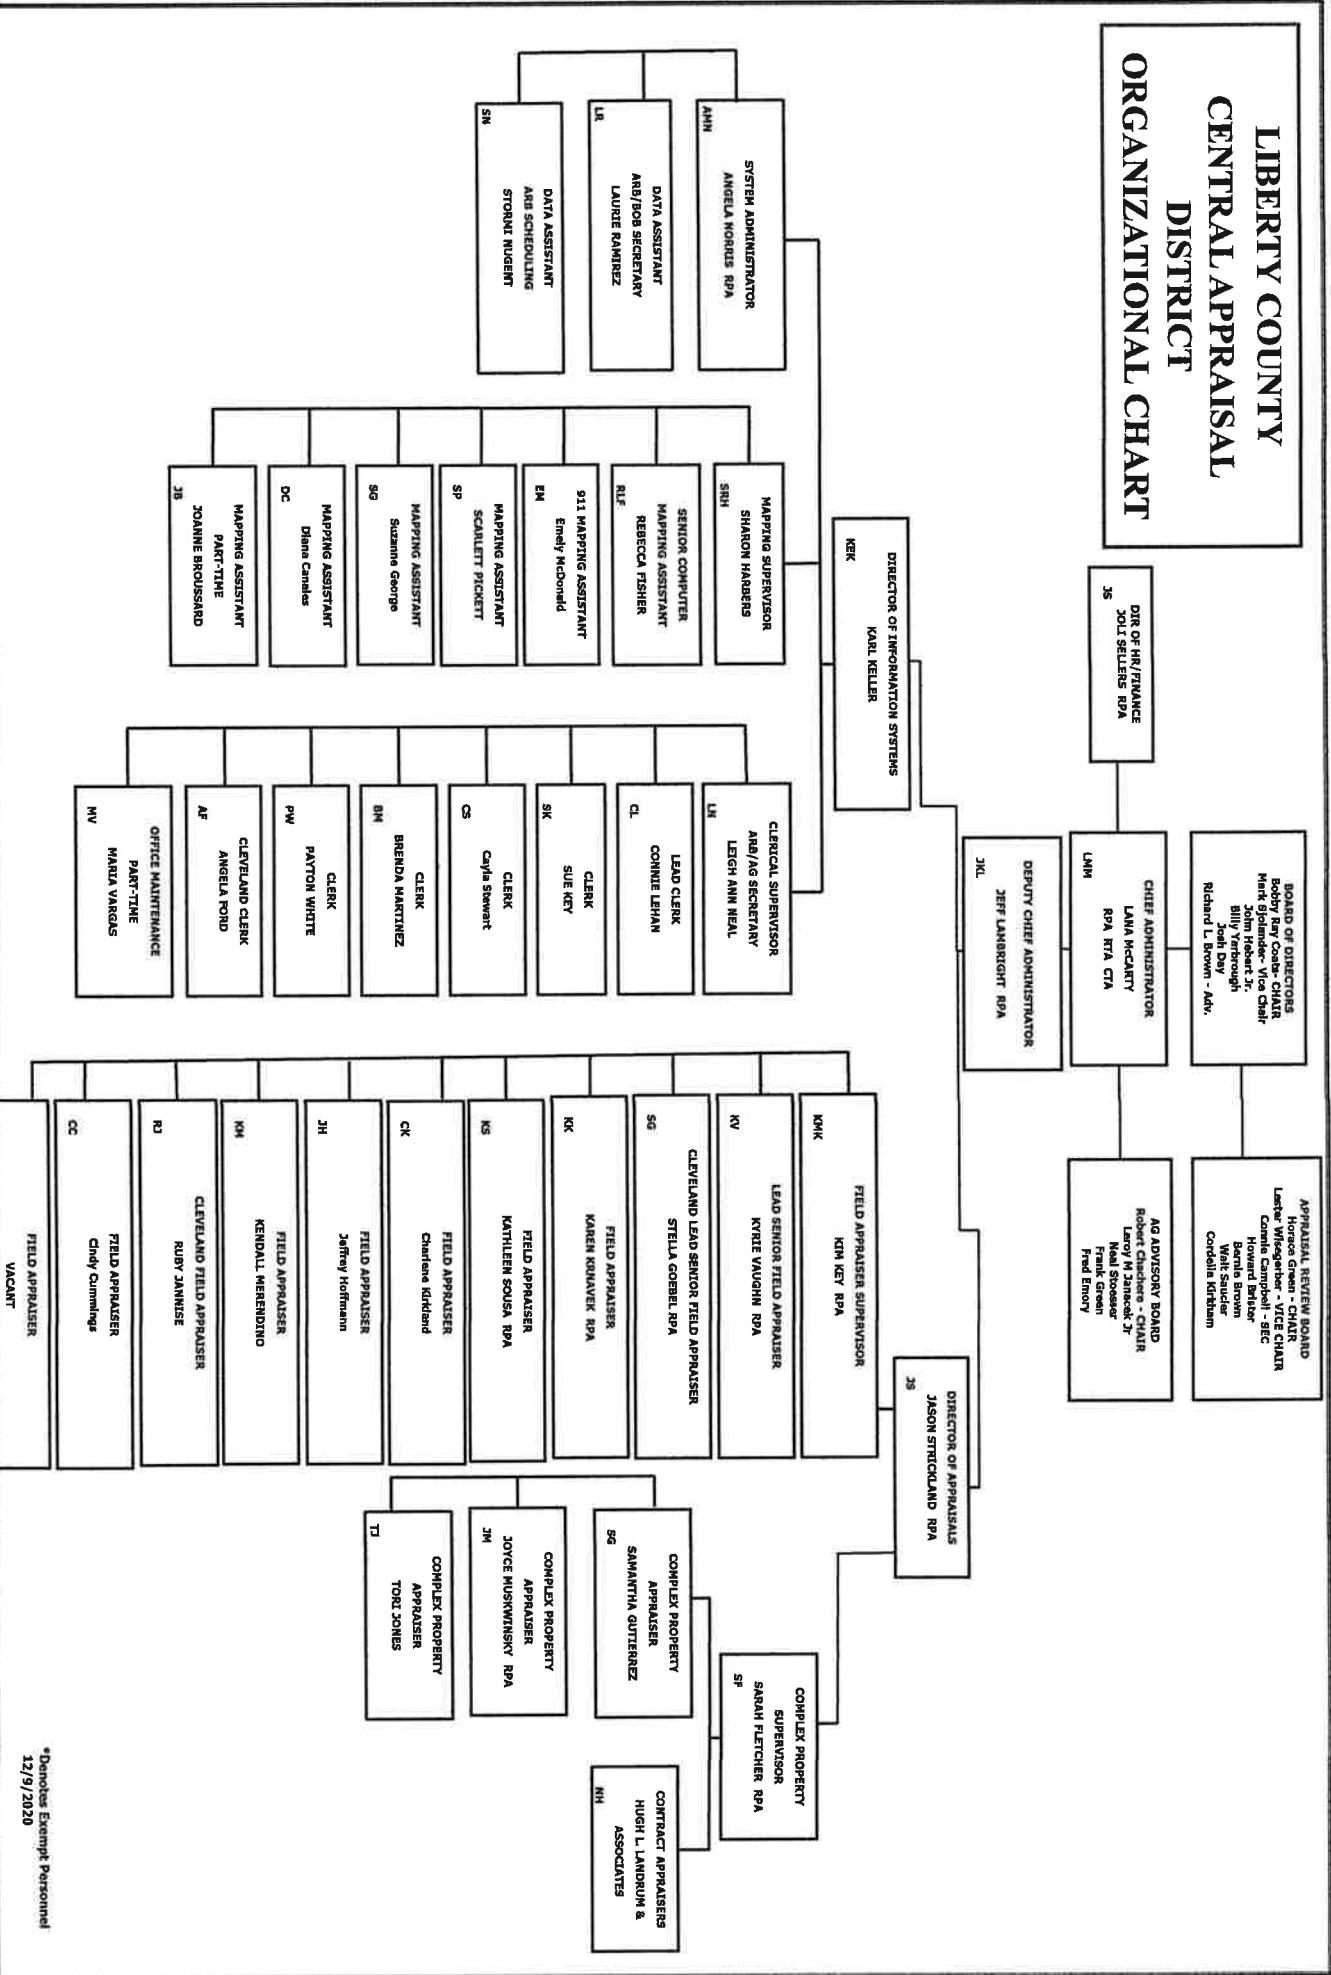 LIBERTY COUNTY
CENTRAL APPRAISAL
DISTRICT
ORGANIZATIONAL CHART
BOARD OF DIRECTORS
Bobby Ray Coats- CHAIR
Mark Sjolander- Vice Chair
John Hebert Jr.
Billy Yarbrough
Josh Day
Richard L. Brown - Adv.
APPRAISAL REVIEW BOARD
Horace Green - CHAIR
Lester Wisegerber - VICE CHAIR
Connie Campbell - SEC
Howard Brister
Bernie Brown
Walt Saucier
Cordelia Kirkham
DIR OF HR/FINANCE
JOLI SELLERS RPA
JS
CHIEF ADMINISTRATOR
LANA McCARTY
RPA RTA CTA
LMM
AG ADVISORY BOARD
Robert Chachere - CHAIR
Leroy M Janacek Jr
Neal Stoesser
Frank Green
Fred Emory
DEPUTY CHIEF ADMINISTRATOR
JEFF LAMBRIGHT RPA
JKL
DIRECTOR OF INFORMATION SYSTEMS
KARL KELLER
KEK
DIRECTOR OF APPRAISALS
JASON STRICKLAND RPA
JS
SYSTEM ADMINISTRATOR
ANGELA NORRIS RPA
AMN
DATA ASSISTANT
ARB/BOB SECRETARY
LAURIE RAMIREZ
LR
DATA ASSISTANT
ARB SCHEDULING
STORMI NUGENT
SN
MAPPING SUPERVISOR
SHARON HARBERS
SRH
SENIOR COMPUTER
MAPPING ASSISTANT
REBECCA FISHER
RLF
911 MAPPING ASSISTANT
Emely McDonald
EM
MAPPING ASSISTANT
SCARLETT PICKETT
SP
MAPPING ASSISTANT
Suzanne George
SG
MAPPING ASSISTANT
Diana Canales
DC
MAPPING ASSISTANT
PART-TIME
JOANNE BROUSSARD
JB
CLERICAL SUPERVISOR
ARB/AG SECRETARY
LEIGH ANN NEAL
LN
LEAD CLERK
CONNIE LEHAN
CL
CLERK
SUE KEY
SK
CLERK
Cayla Stewart
CS
CLERK
BRENDA MARTINEZ
BM
CLERK
PAYTON WHITE
PW
CLEVELAND CLERK
ANGELA FORD
AF
OFFICE MAINTENANCE
PART-TIME
MARIA VARGAS
MV
FIELD APPRAISER SUPERVISOR
KIM KEY RPA
KMK
LEAD SENIOR FIELD APPRAISER
KYRIE VAUGHN RPA
KV
CLEVELAND LEAD SENIOR FIELD APPRAISER
STELLA GOEBEL RPA
SG
FIELD APPRAISER
KAREN KRNAVEK RPA
KK
FIELD APPRAISER
KATHLEEN SOUSA RPA
KS
FIELD APPRAISER
Charlene Kirkland
CK
FIELD APPRAISER
Jeffrey Hoffmann
JH
FIELD APPRAISER
KENDALL MERENDINO
KM
CLEVELAND FIELD APPRAISER
RUBY JANNISE
RJ
FIELD APPRAISER
Cindy Cummings
CC
FIELD APPRAISER
VACANT
COMPLEX PROPERTY
SUPERVISOR
SARAH FLETCHER RPA
SF
COMPLEX PROPERTY
APPRAISER
SAMANTHA GUTIERREZ
SG
COMPLEX PROPERTY
APPRAISER
JOYCE MUSKWINSKY RPA
JM
COMPLEX PROPERTY
APPRAISER
TORI JONES
TJ
CONTRACT APPRAISERS
HUGH L. LANDRUM &
ASSOCIATES
NH
*Denotes Exempt Personnel
12/9/2020